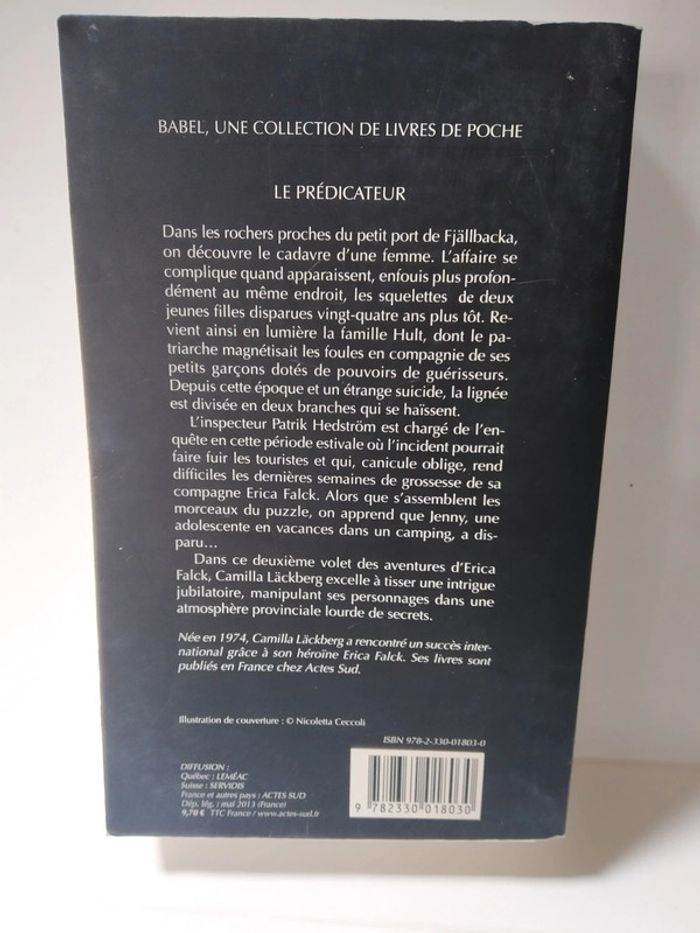 BABEL, UNE COLLECTION DE LIVRES DE POCHE
LE PRÉDICATEUR
Dans les rochers proches du petit port de Fjällbacka,
on découvre le cadavre d'une femme. L'affaire se
complique quand apparaissent, enfouis plus profon-
dément au même endroit, les squelettes de deux
jeunes filles disparues vingt-quatre ans plus tôt. Re-
vient ainsi en lumière la famille Hult, dont le pa-
triarche magnétisait les foules en compagnie de ses
petits garçons dotés de pouvoirs de guérisseurs.
Depuis cette époque et un étrange suicide, la lignée
est divisée en deux branches qui se haïssent.
L'inspecteur Patrik Hedström est chargé de l'en-
quête en cette période estivale où l'incident pourrait
faire fuir les touristes et qui, canicule oblige, rend
difficiles les dernières semaines de grossesse de sa
compagne Erica Falck. Alors que s'assemblent les
morceaux du puzzle, on apprend que Jenny, une
adolescente en vacances dans un camping, a dis-
paru…
Dans ce deuxième volet des aventures d'Erica
Falck, Camilla Läckberg excelle à tisser une intrigue
jubilatoire, manipulant ses personnages dans une
atmosphère provinciale lourde de secrets.
Née en 1974, Camilla Läckberg a rencontré un succès inter-
national grâce à son héroïne Erica Falck. Ses livres sont
publiés en France chez Actes Sud.
Illustration de couverture : © Nicoletta Ceccoli
ISBN 978-2-330-01803-0
DIFFUSION :
Québec : LEMÉAC
Suisse : SERVIDIS
France et autres pays : ACTES SUD
Dép. lég. : mai 2013 (France)
9,70 € TTC France / www.actes-sud.fr
9 782330 018030